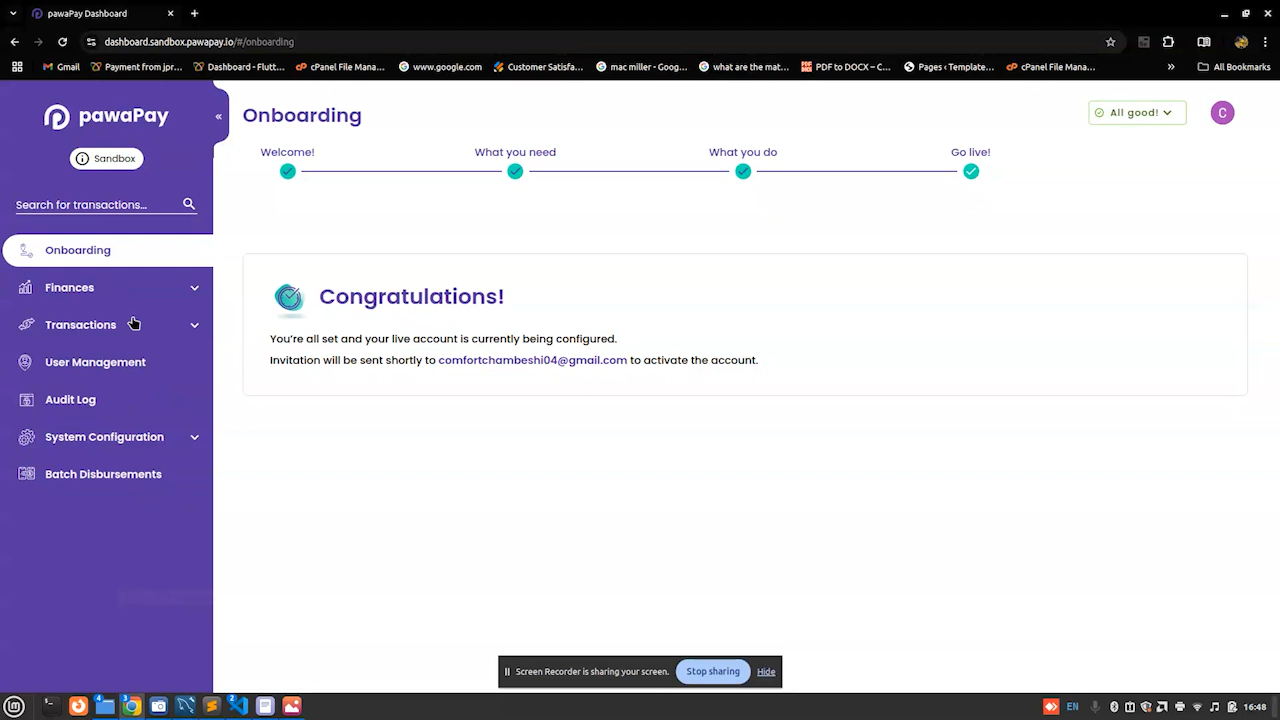 pawaPay Dashboard
dashboard.sandbox.pawapay.io/#/onboarding
Gmail
Payment from jpr...
Dashboard - Flutt...
cPanel File Mana...
www.google.com
Customer Satisfa...
mac miller - Goog...
what are the mat...
PDF to DOCX – C...
Pages ‹ Template...
cPanel File Mana...
»
All Bookmarks
pawaPay
«
Onboarding
All good!
C
Sandbox
Welcome!
What you need
What you do
Go live!
Search for transactions...
Onboarding
Finances
Transactions
User Management
Audit Log
System Configuration
Batch Disbursements
Congratulations!
You're all set and your live account is currently being configured.
Invitation will be sent shortly to comfortchambeshi04@gmail.com to activate the account.
Screen Recorder is sharing your screen.
Stop sharing
Hide
4
3
2
EN
16:48